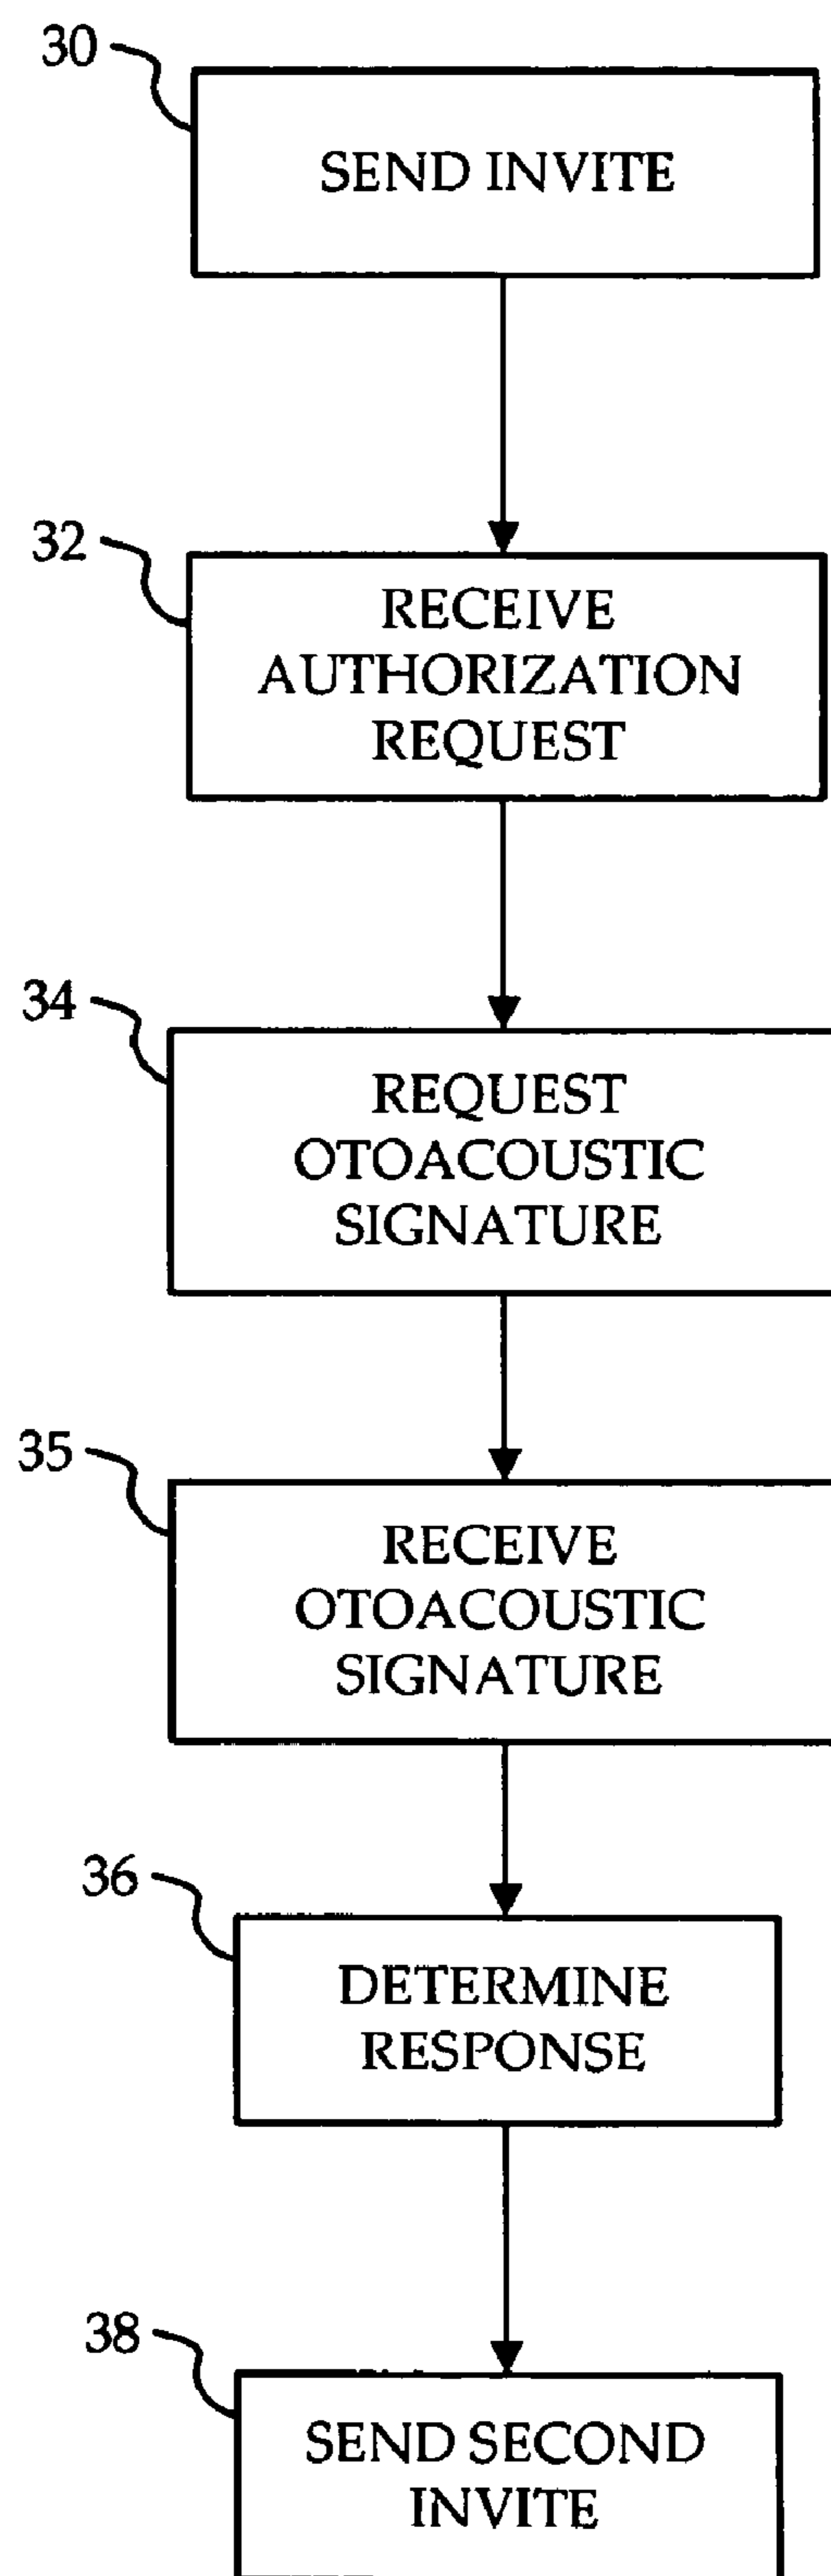 30
SEND INVITE
32
RECEIVE
AUTHORIZATION
REQUEST
34
REQUEST
OTOACOUSTIC
SIGNATURE
35
RECEIVE
OTOACOUSTIC
SIGNATURE
36
DETERMINE
RESPONSE
38
SEND SECOND
INVITE